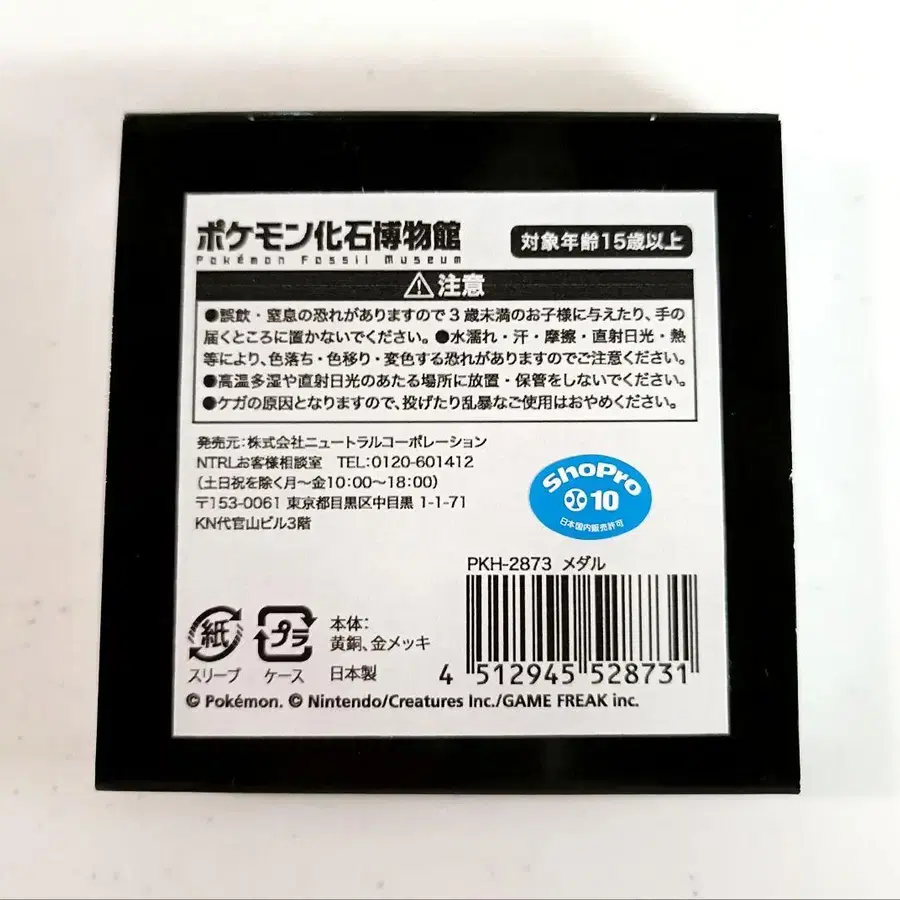 ポケモン化石博物館
Pokémon Fossil Museum
対象年齢15歳以上
注意
●誤飲・窒息の恐れがありますので3歳未満のお子様に与えたり、手の
届くところに置かないでください。●水濡れ・汗・摩擦・直射日光・熱
等により、色落ち・色移り・変色する恐れがありますのでご注意ください。
●高温多湿や直射日光のあたる場所に放置・保管をしないでください。
●ケガの原因となりますので、投げたり乱暴なご使用はおやめください。
発売元:株式会社ニュートラルコーポレーション
NTRLお客様相談室 TEL:0120-601412
(土日祝を除く月~金10:00~18:00)
〒153-0061 東京都目黒区中目黒 1-1-71
KN代官山ビル3階
ShoPro
10
日本国内販売許可
PKH-2873 メダル
紙
スリーブ
プラ
ケース
本体:
黄銅、金メッキ
日本製
4 512945 528731
© Pokémon. © Nintendo/Creatures Inc./GAME FREAK inc.